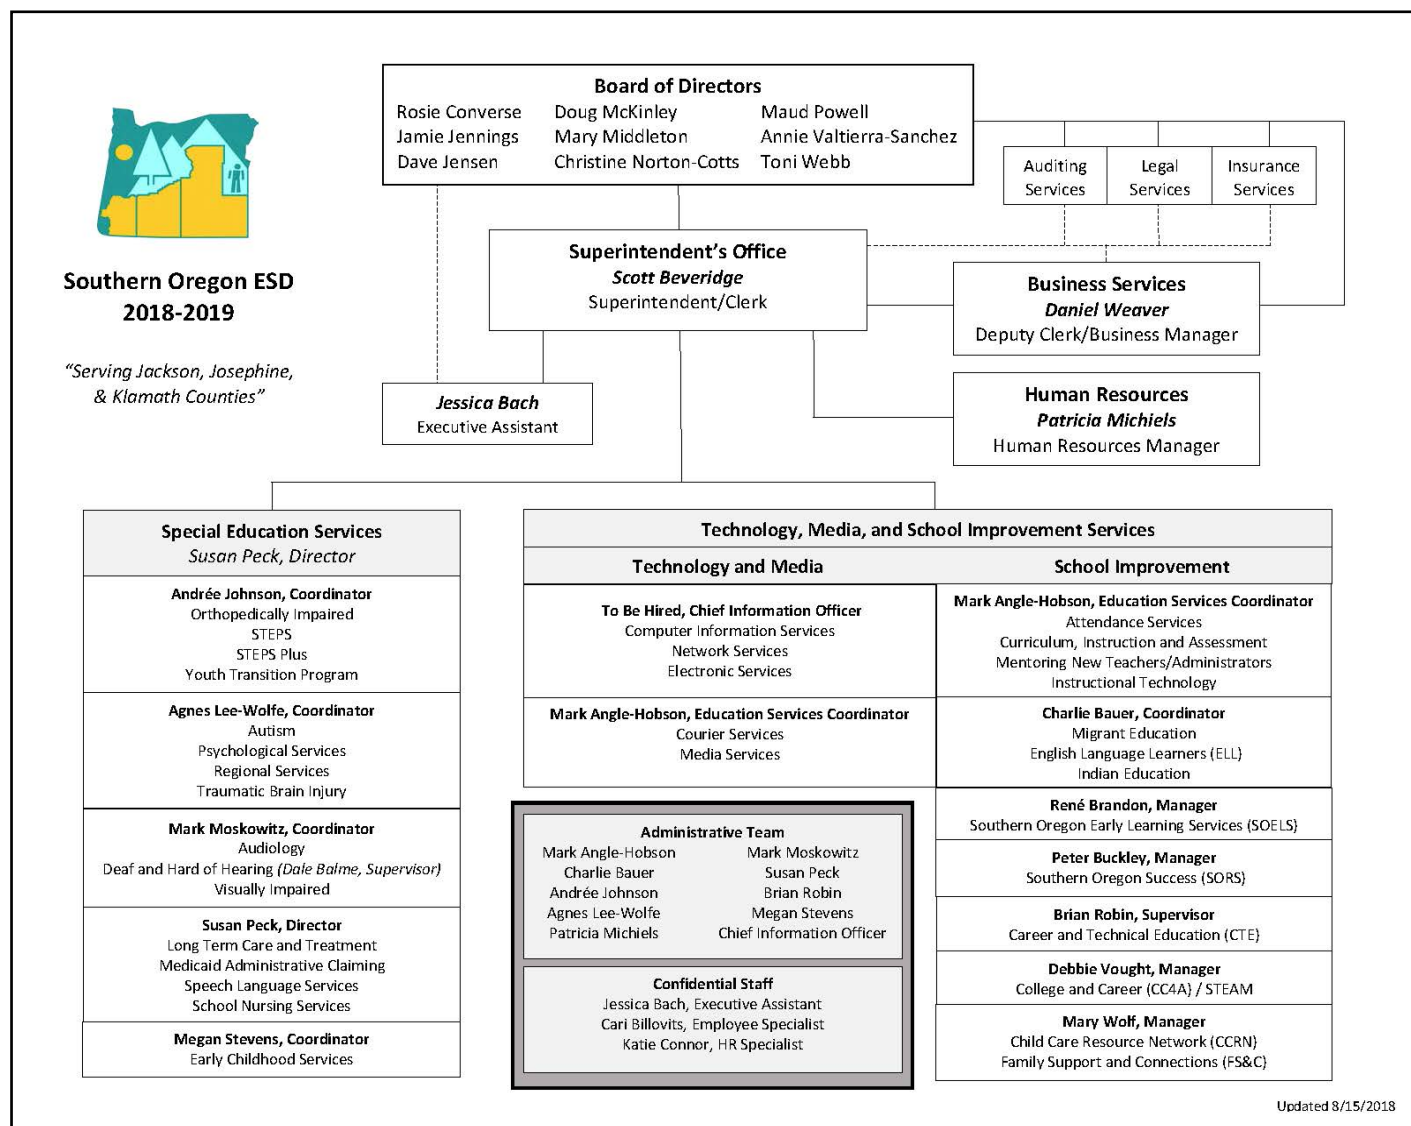 Board of Directors
Rosie Converse Doug McKinley Maud Powell
Jamie Jennings Mary Middleton Annie Valtierra-Sanchez
Dave Jensen Christine Norton-Cotts Toni Webb
Auditing Services
Legal Services
Insurance Services
Southern Oregon ESD
2018-2019
“Serving Jackson, Josephine,
& Klamath Counties”
Superintendent’s Office
Scott Beveridge
Superintendent/Clerk
Business Services
Daniel Weaver
Deputy Clerk/Business Manager
Jessica Bach
Executive Assistant
Human Resources
Patricia Michiels
Human Resources Manager
Special Education Services
Susan Peck, Director
Andrée Johnson, Coordinator
Orthopedically Impaired
STEPS
STEPS Plus
Youth Transition Program
Agnes Lee-Wolfe, Coordinator
Autism
Psychological Services
Regional Services
Traumatic Brain Injury
Mark Moskowitz, Coordinator
Audiology
Deaf and Hard of Hearing (Dale Balme, Supervisor)
Visually Impaired
Susan Peck, Director
Long Term Care and Treatment
Medicaid Administrative Claiming
Speech Language Services
School Nursing Services
Megan Stevens, Coordinator
Early Childhood Services
Technology, Media, and School Improvement Services
Technology and Media
To Be Hired, Chief Information Officer
Computer Information Services
Network Services
Electronic Services
Mark Angle-Hobson, Education Services Coordinator
Courier Services
Media Services
School Improvement
Mark Angle-Hobson, Education Services Coordinator
Attendance Services
Curriculum, Instruction and Assessment
Mentoring New Teachers/Administrators
Instructional Technology
Charlie Bauer, Coordinator
Migrant Education
English Language Learners (ELL)
Indian Education
René Brandon, Manager
Southern Oregon Early Learning Services (SOELS)
Peter Buckley, Manager
Southern Oregon Success (SORS)
Brian Robin, Supervisor
Career and Technical Education (CTE)
Debbie Vought, Manager
College and Career (CC4A) / STEAM
Mary Wolf, Manager
Child Care Resource Network (CCRN)
Family Support and Connections (FS&C)
Administrative Team
Mark Angle-Hobson Mark Moskowitz
Charlie Bauer Susan Peck
Andrée Johnson Brian Robin
Agnes Lee-Wolfe Megan Stevens
Patricia Michiels Chief Information Officer
Confidential Staff
Jessica Bach, Executive Assistant
Cari Billovits, Employee Specialist
Katie Connor, HR Specialist
Updated 8/15/2018